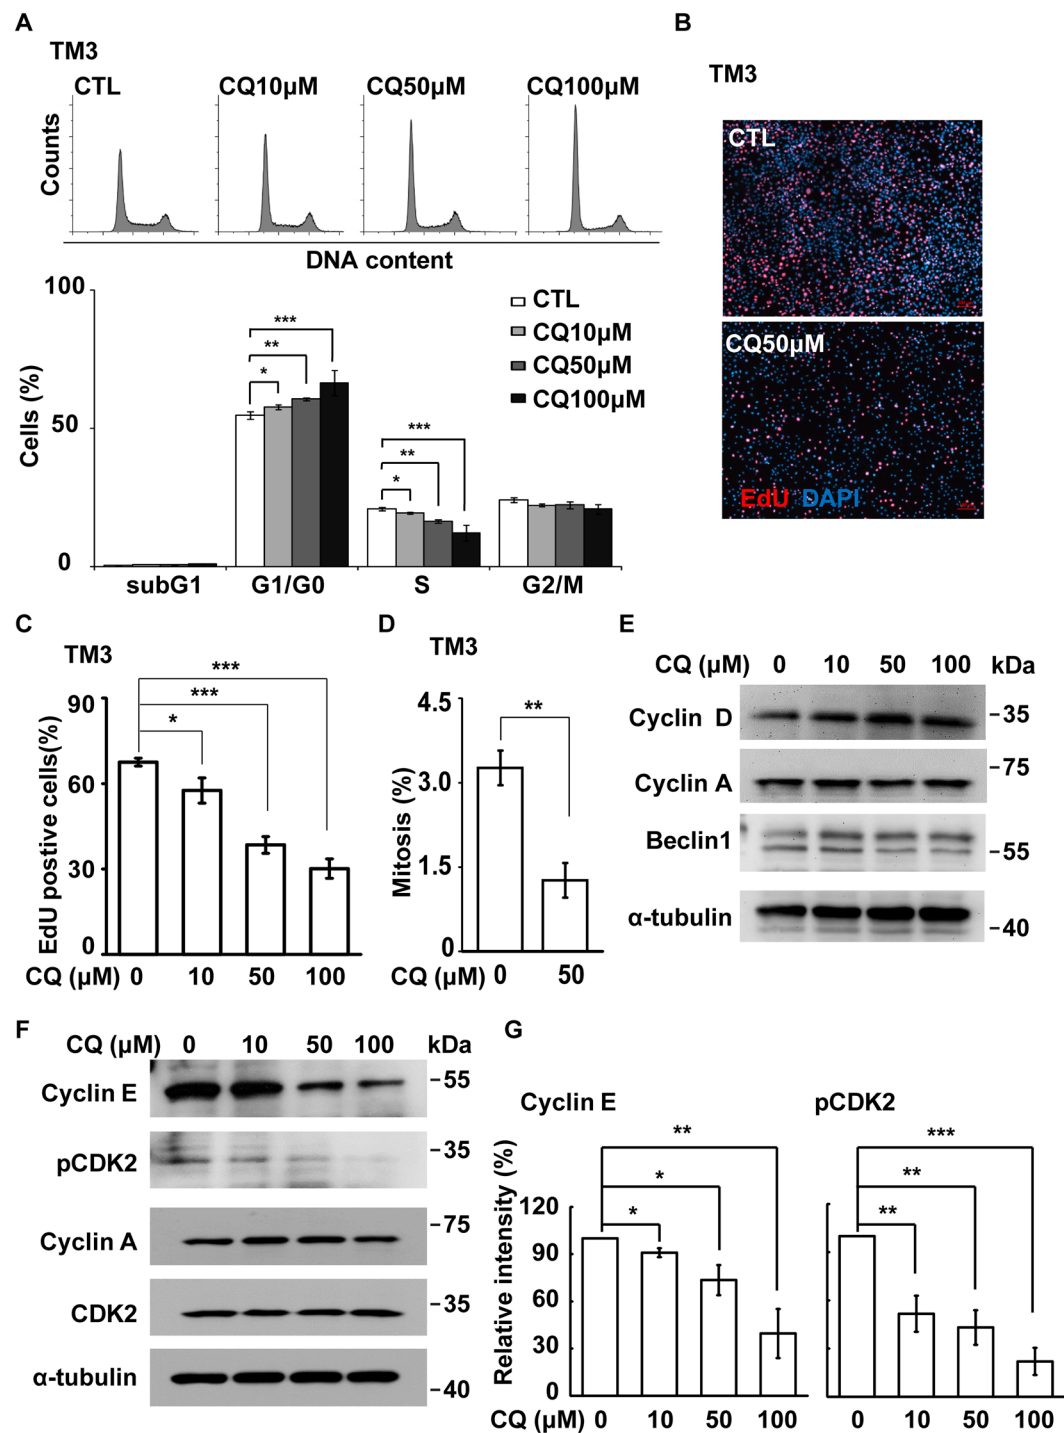 A
TM3
CTL
CQ10μM
CQ50μM
CQ100μM
Counts
DNA content
100
50
0
Cells (%)
***
**
*
***
**
*
CTL
CQ10μM
CQ50μM
CQ100μM
subG1
G1/G0
S
G2/M
B
TM3
CTL
CQ50μM
EdU DAPI
C
TM3
EdU postive cells(%)
90
60
30
0
***
***
*
CQ (μM) 0 10 50 100
D
TM3
Mitosis (%)
4.5
3.0
1.5
0
**
CQ (μM) 0 50
E
CQ (μM) 0 10 50 100 kDa
Cyclin D -35
Cyclin A -75
Beclin1 -55
α-tubulin -40
F
CQ (μM) 0 10 50 100 kDa
Cyclin E -55
pCDK2 -35
Cyclin A -75
CDK2 -35
α-tubulin -40
G
Cyclin E
pCDK2
Relative intensity (%)
120
90
60
30
0
**
*
*
***
**
**
CQ (μM) 0 10 50 100
0 10 50 100